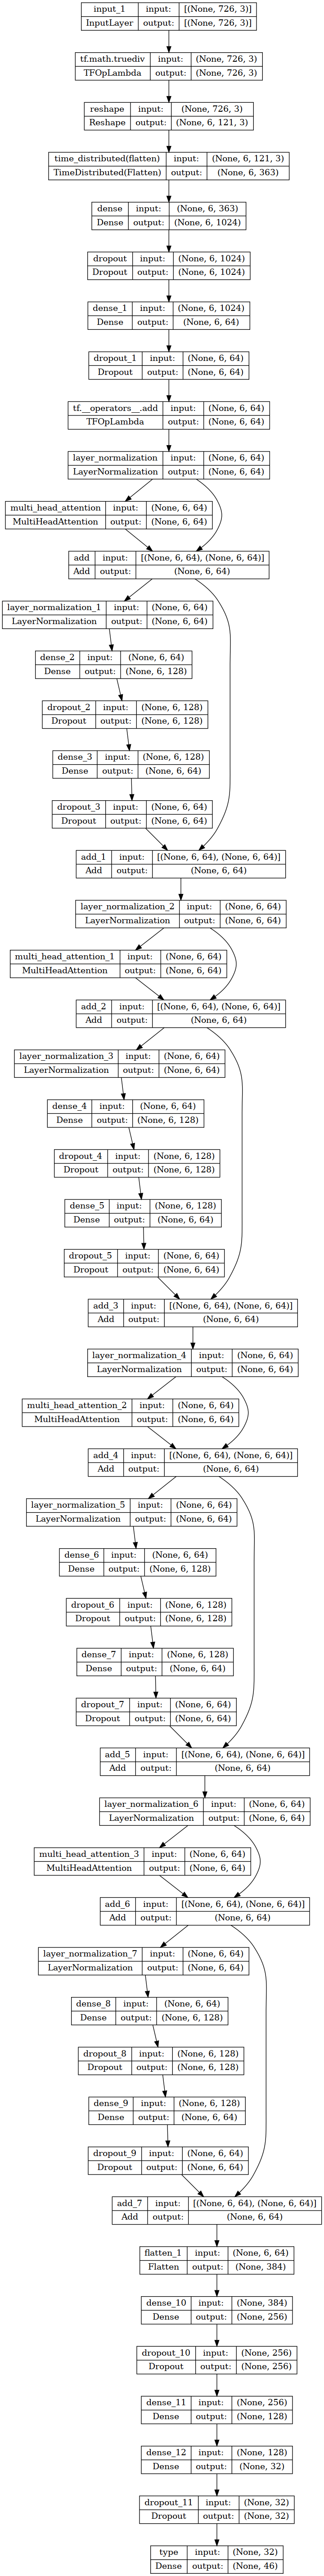 input_1 input: [(None, 726, 3)]
InputLayer output: [(None, 726, 3)]
tf.math.truediv input: (None, 726, 3)
TFOpLambda output: (None, 726, 3)
reshape input: (None, 726, 3)
Reshape output: (None, 6, 121, 3)
time_distributed(flatten) input: (None, 6, 121, 3)
TimeDistributed(Flatten) output: (None, 6, 363)
dense input: (None, 6, 363)
Dense output: (None, 6, 1024)
dropout input: (None, 6, 1024)
Dropout output: (None, 6, 1024)
dense_1 input: (None, 6, 1024)
Dense output: (None, 6, 64)
dropout_1 input: (None, 6, 64)
Dropout output: (None, 6, 64)
tf.__operators__.add input: (None, 6, 64)
TFOpLambda output: (None, 6, 64)
layer_normalization input: (None, 6, 64)
LayerNormalization output: (None, 6, 64)
multi_head_attention input: (None, 6, 64)
MultiHeadAttention output: (None, 6, 64)
add input: [(None, 6, 64), (None, 6, 64)]
Add output: (None, 6, 64)
layer_normalization_1 input: (None, 6, 64)
LayerNormalization output: (None, 6, 64)
dense_2 input: (None, 6, 64)
Dense output: (None, 6, 128)
dropout_2 input: (None, 6, 128)
Dropout output: (None, 6, 128)
dense_3 input: (None, 6, 128)
Dense output: (None, 6, 64)
dropout_3 input: (None, 6, 64)
Dropout output: (None, 6, 64)
add_1 input: [(None, 6, 64), (None, 6, 64)]
Add output: (None, 6, 64)
layer_normalization_2 input: (None, 6, 64)
LayerNormalization output: (None, 6, 64)
multi_head_attention_1 input: (None, 6, 64)
MultiHeadAttention output: (None, 6, 64)
add_2 input: [(None, 6, 64), (None, 6, 64)]
Add output: (None, 6, 64)
layer_normalization_3 input: (None, 6, 64)
LayerNormalization output: (None, 6, 64)
dense_4 input: (None, 6, 64)
Dense output: (None, 6, 128)
dropout_4 input: (None, 6, 128)
Dropout output: (None, 6, 128)
dense_5 input: (None, 6, 128)
Dense output: (None, 6, 64)
dropout_5 input: (None, 6, 64)
Dropout output: (None, 6, 64)
add_3 input: [(None, 6, 64), (None, 6, 64)]
Add output: (None, 6, 64)
layer_normalization_4 input: (None, 6, 64)
LayerNormalization output: (None, 6, 64)
multi_head_attention_2 input: (None, 6, 64)
MultiHeadAttention output: (None, 6, 64)
add_4 input: [(None, 6, 64), (None, 6, 64)]
Add output: (None, 6, 64)
layer_normalization_5 input: (None, 6, 64)
LayerNormalization output: (None, 6, 64)
dense_6 input: (None, 6, 64)
Dense output: (None, 6, 128)
dropout_6 input: (None, 6, 128)
Dropout output: (None, 6, 128)
dense_7 input: (None, 6, 128)
Dense output: (None, 6, 64)
dropout_7 input: (None, 6, 64)
Dropout output: (None, 6, 64)
add_5 input: [(None, 6, 64), (None, 6, 64)]
Add output: (None, 6, 64)
layer_normalization_6 input: (None, 6, 64)
LayerNormalization output: (None, 6, 64)
multi_head_attention_3 input: (None, 6, 64)
MultiHeadAttention output: (None, 6, 64)
add_6 input: [(None, 6, 64), (None, 6, 64)]
Add output: (None, 6, 64)
layer_normalization_7 input: (None, 6, 64)
LayerNormalization output: (None, 6, 64)
dense_8 input: (None, 6, 64)
Dense output: (None, 6, 128)
dropout_8 input: (None, 6, 128)
Dropout output: (None, 6, 128)
dense_9 input: (None, 6, 128)
Dense output: (None, 6, 64)
dropout_9 input: (None, 6, 64)
Dropout output: (None, 6, 64)
add_7 input: [(None, 6, 64), (None, 6, 64)]
Add output: (None, 6, 64)
flatten_1 input: (None, 6, 64)
Flatten output: (None, 384)
dense_10 input: (None, 384)
Dense output: (None, 256)
dropout_10 input: (None, 256)
Dropout output: (None, 256)
dense_11 input: (None, 256)
Dense output: (None, 128)
dense_12 input: (None, 128)
Dense output: (None, 32)
dropout_11 input: (None, 32)
Dropout output: (None, 32)
type input: (None, 32)
Dense output: (None, 46)